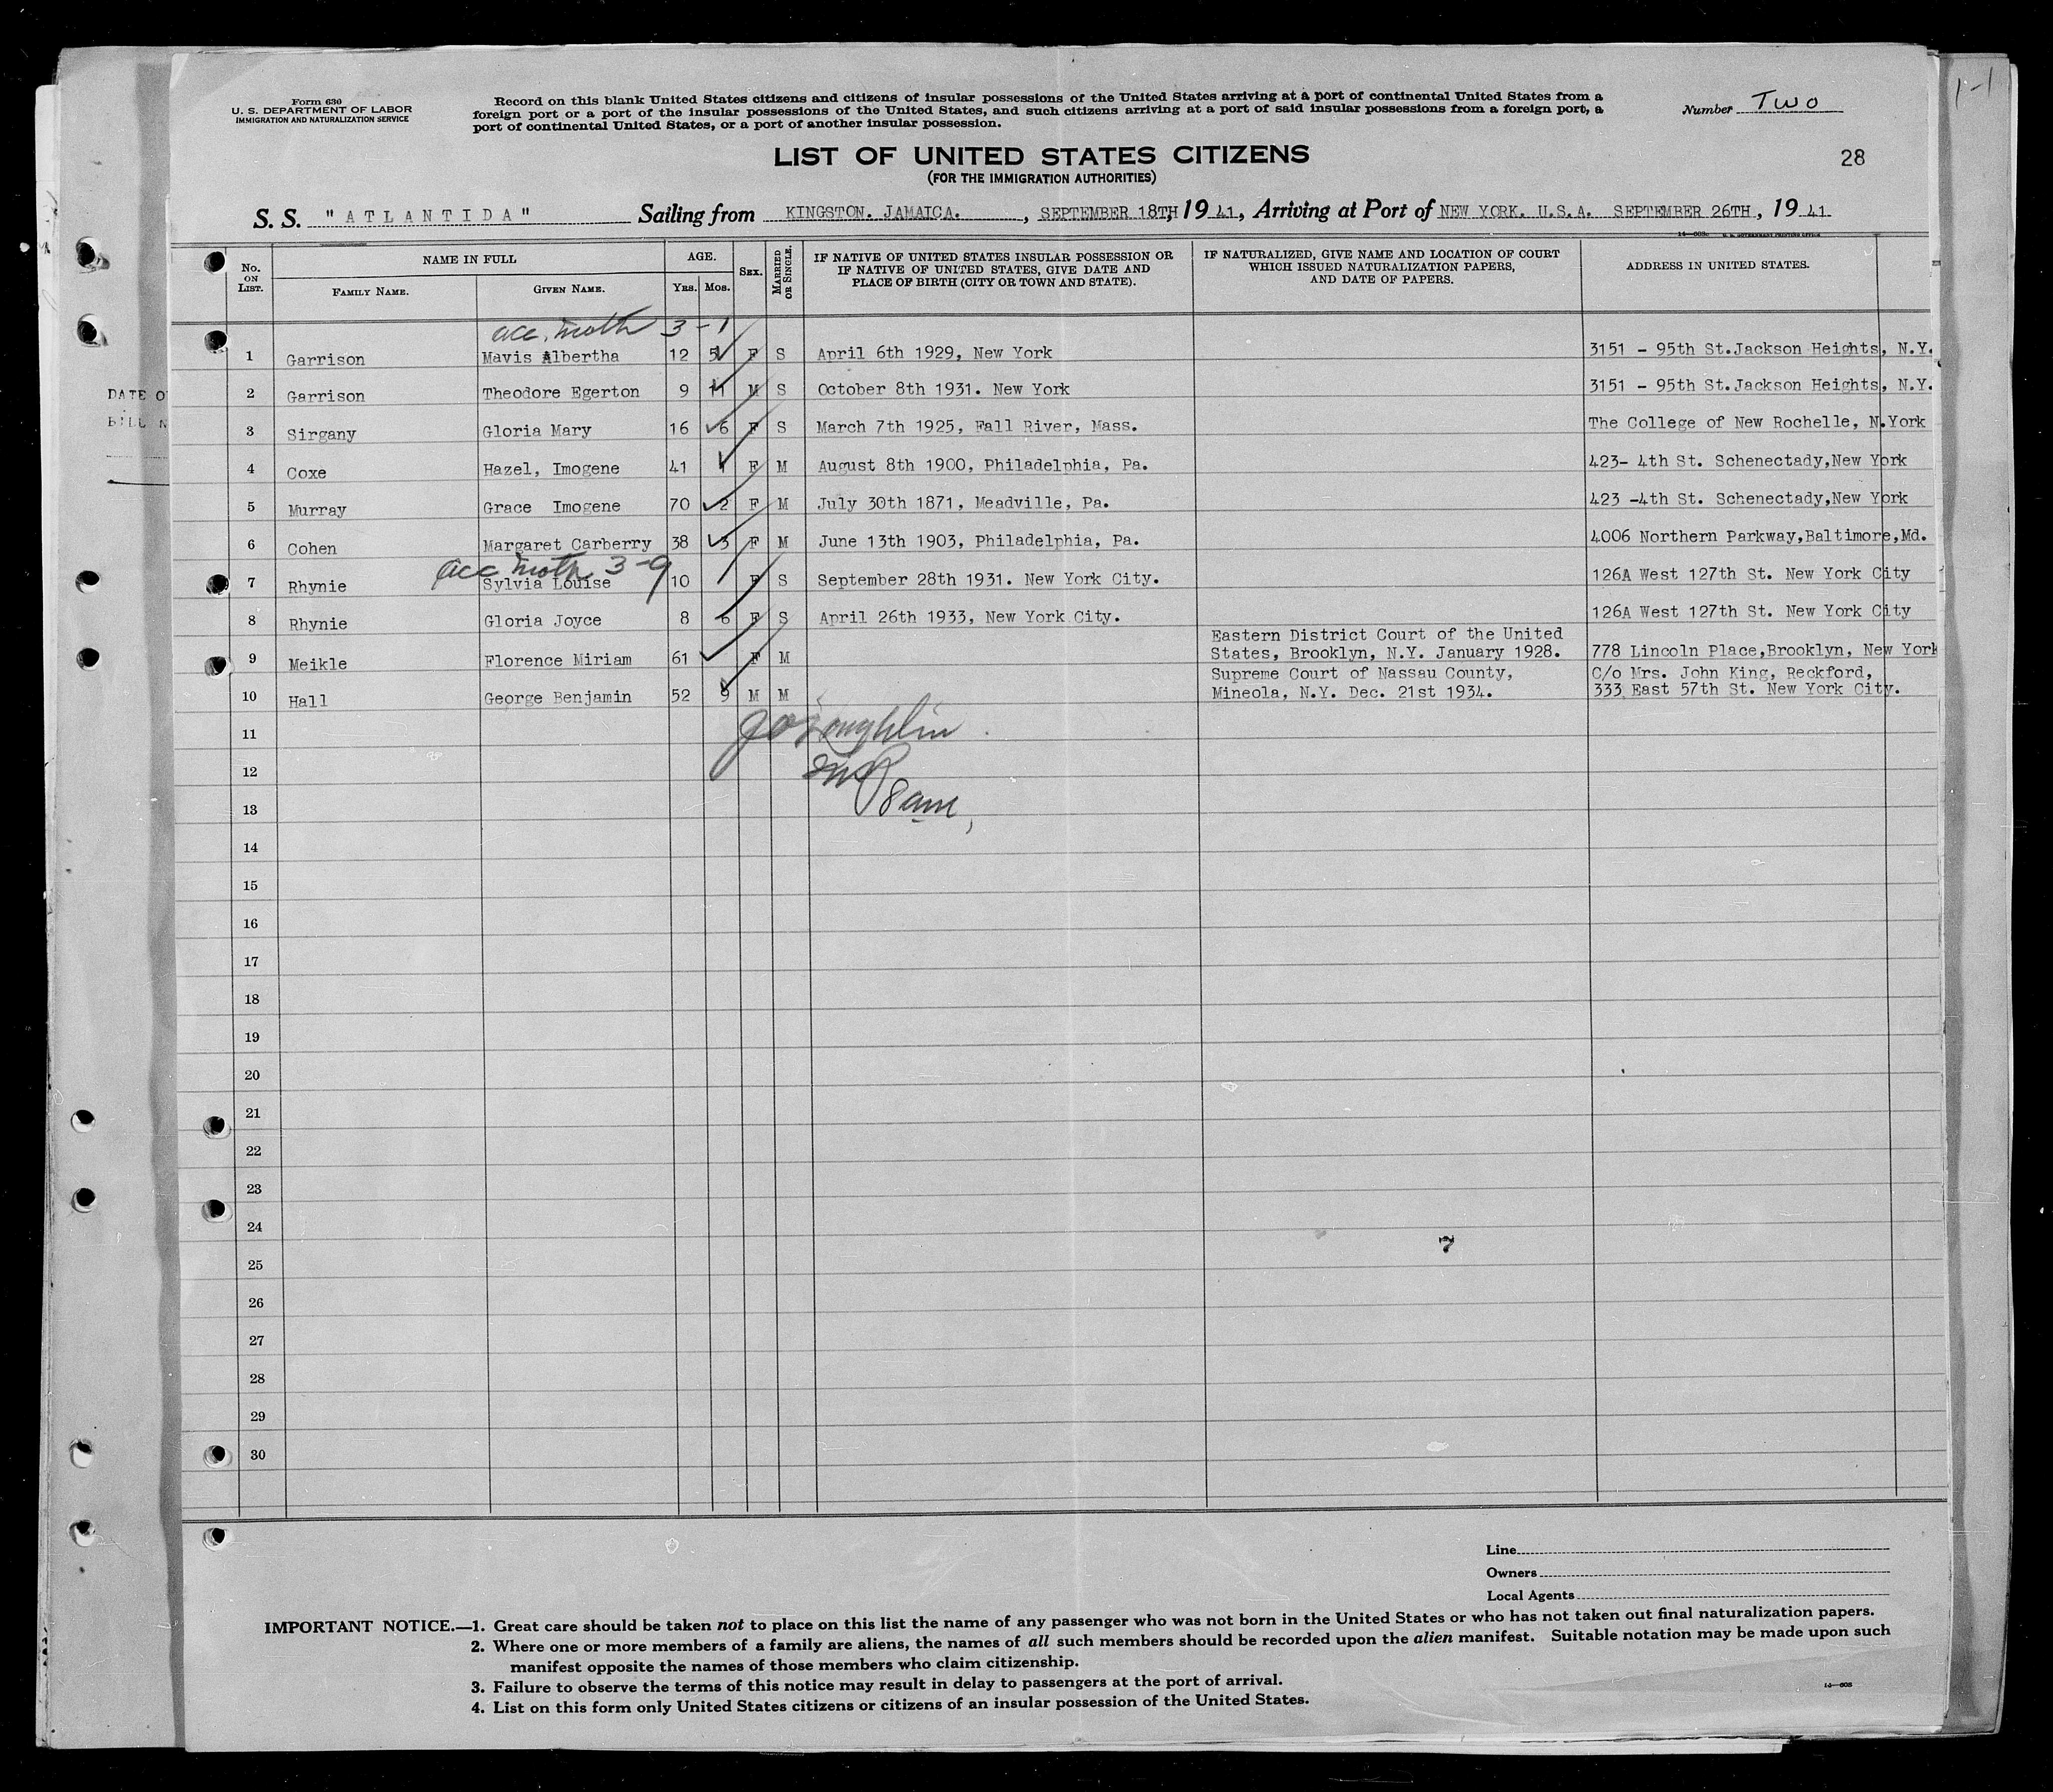 Form 630
U. S. DEPARTMENT OF LABOR
IMMIGRATION AND NATURALIZATION SERVICE
Record on this blank United States citizens and citizens of insular possessions of the United States arriving at a port of continental United States from a
foreign port or a port of the insular possessions of the United States, and such citizens arriving at a port of said insular possessions from a foreign port, a
port of continental United States, or a port of another insular possession.
Number Two
1-1
LIST OF UNITED STATES CITIZENS
28
(FOR THE IMMIGRATION AUTHORITIES)
S. S. "ATLANTIDA" Sailing from KINGSTON. JAMAICA. , SEPTEMBER 18TH, 19 41, Arriving at Port of NEW YORK. U.S.A. SEPTEMBER 26TH, 19 41
No. ON LIST. NAME IN FULL FAMILY NAME. GIVEN NAME. AGE. YRS. MOS. SEX. MARRIED OR SINGLE. IF NATIVE OF UNITED STATES INSULAR POSSESSION OR IF NATIVE OF UNITED STATES, GIVE DATE AND PLACE OF BIRTH (CITY OR TOWN AND STATE). IF NATURALIZED, GIVE NAME AND LOCATION OF COURT WHICH ISSUED NATURALIZATION PAPERS, AND DATE OF PAPERS. ADDRESS IN UNITED STATES.
acc. moth 3-1
1 Garrison Mavis Albertha 12 5 F S April 6th 1929, New York 3151 - 95th St.Jackson Heights, N.Y.
2 Garrison Theodore Egerton 9 11 M S October 8th 1931. New York 3151 - 95th St.Jackson Heights, N.Y.
3 Sirgany Gloria Mary 16 6 F S March 7th 1925, Fall River, Mass. The College of New Rochelle, N.York
4 Coxe Hazel, Imogene 41 1 F M August 8th 1900, Philadelphia, Pa. 423- 4th St. Schenectady,New York
5 Murray Grace Imogene 70 2 F M July 30th 1871, Meadville, Pa. 423 -4th St. Schenectady,New York
6 Cohen Margaret Carberry 38 3 F M June 13th 1903, Philadelphia, Pa. 4006 Northern Parkway,Baltimore,Md.
acc moth 3-9
7 Rhynie Sylvia Louise 10 F S September 28th 1931. New York City. 126A West 127th St. New York City
8 Rhynie Gloria Joyce 8 6 F S April 26th 1933, New York City. 126A West 127th St. New York City
9 Meikle Florence Miriam 61 F M Eastern District Court of the United States, Brooklyn, N.Y. January 1928. 778 Lincoln Place,Brooklyn, New York
10 Hall George Benjamin 52 9 M M Supreme Court of Nassau County, Mineola, N.Y. Dec. 21st 1934. C/o Mrs. John King, Reckford, 333 East 57th St. New York City.
11
12
8 am,
13
14
15
16
17
18
19
20
21
22
23
24
7
25
26
27
28
29
30
DATE O
BILL N
Line
Owners
Local Agents
IMPORTANT NOTICE.—1. Great care should be taken not to place on this list the name of any passenger who was not born in the United States or who has not taken out final naturalization papers.
2. Where one or more members of a family are aliens, the names of all such members should be recorded upon the alien manifest. Suitable notation may be made upon such
manifest opposite the names of those members who claim citizenship.
3. Failure to observe the terms of this notice may result in delay to passengers at the port of arrival.
4. List on this form only United States citizens or citizens of an insular possession of the United States.